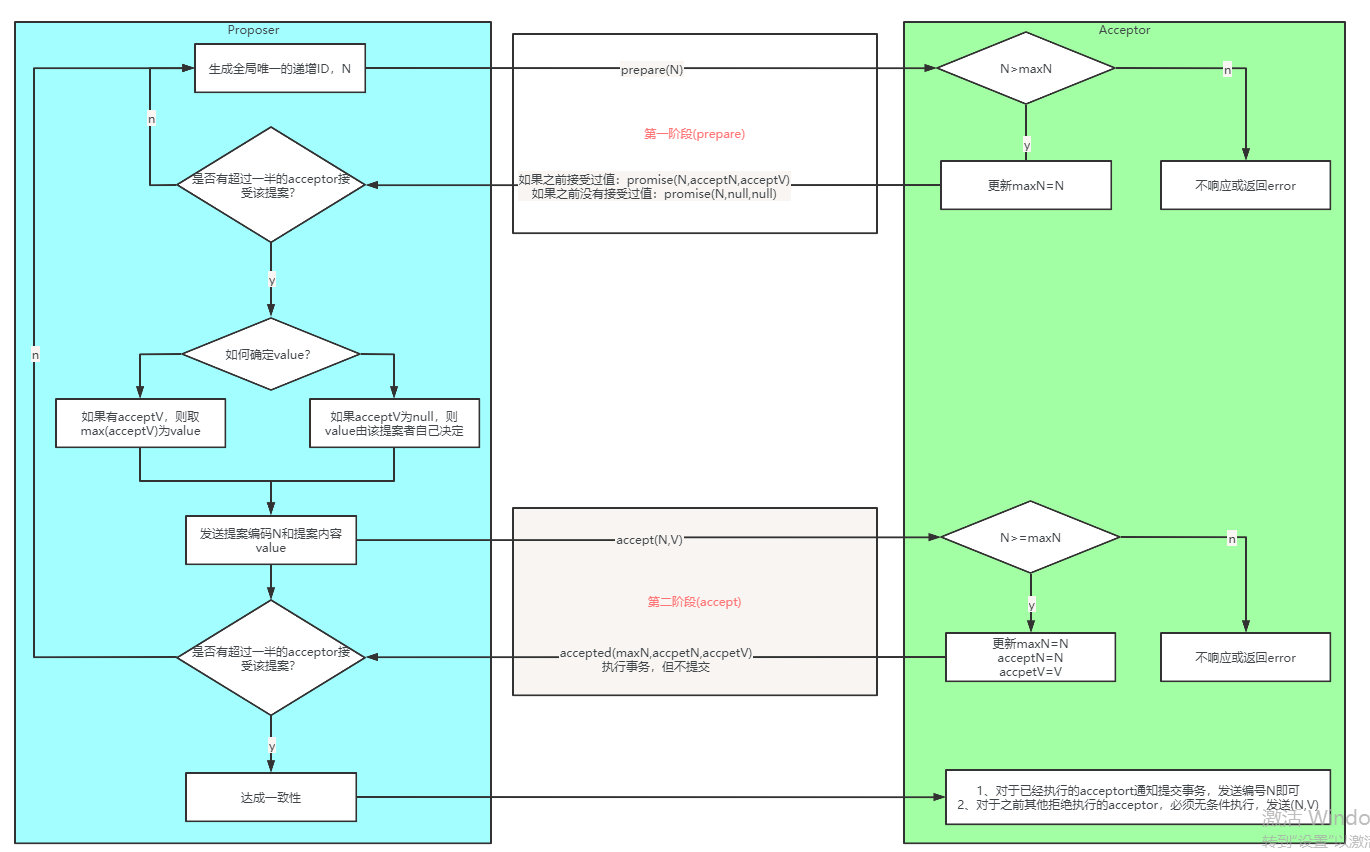 Proposer
Acceptor
生成全局唯一的递增ID，N
prepare(N)
N>maxN
n
n
第一阶段(prepare)
y
是否有超过一半的acceptor接
受该提案？
如果之前接受过值：promise(N,acceptN,acceptV)
如果之前没有接受过值：promise(N,null,null)
更新maxN=N
不响应或返回error
y
n
如何确定value？
如果有acceptV，则取
max(acceptV)为value
如果acceptV为null，则
value由该提案者自己决定
发送提案编码N和提案内容
value
accept(N,V)
N>=maxN
n
第二阶段(accept)
y
是否有超过一半的acceptor接
受该提案？
accepted(maxN,accpetN,accpetV)
执行事务，但不提交
更新maxN=N
acceptN=N
accpetV=V
不响应或返回error
y
达成一致性
1、对于已经执行的acceptort通知提交事务，发送编号N即可
2、对于之前其他拒绝执行的acceptor，必须无条件执行，发送(N,V)
激活 Windo
转到"设置"以激